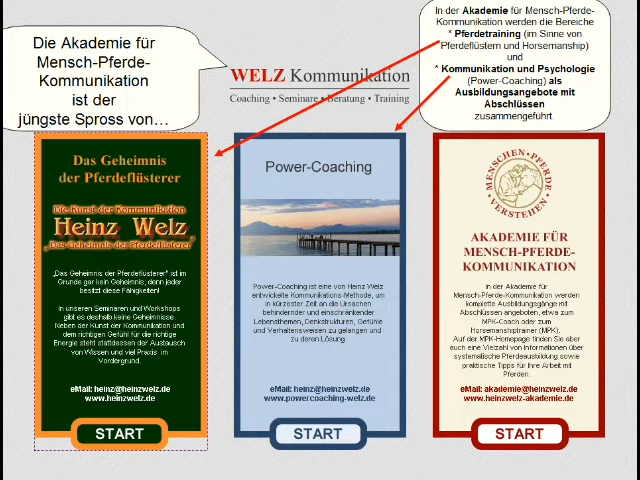 Die Akademie für
Mensch-Pferde-
Kommunikation
ist der
jüngste Spross von…
In der Akademie für Mensch-Pferde-
Kommunikation werden die Bereiche
* Pferdetraining (im Sinne von
Pferdeflüstern und Horsemanship)
und
* Kommunikation und Psychologie
(Power-Coaching) als
Ausbildungsangebote mit
Abschlüssen
zusammengeführt.
WELZ Kommunikation
Coaching • Seminare • Beratung • Training
Das Geheimnis
der Pferdeflüsterer
Die Kunst der Kommunikation
Heinz Welz
„Das Geheimnis der Pferdeflüsterer"
„Das Geheimnis der Pferdeflüsterer" ist im
Grunde gar kein Geheimnis, denn jeder
besitzt diese Fähigkeiten!
In unseren Seminaren und Workshops
gibt es deshalb keine Geheimnisse.
Neben der Kunst der Kommunikation und
dem richtigen Gefühl für die richtige
Energie steht stattdessen der Austausch
von Wissen und viel Praxis im
Vordergrund.
eMail: heinz@heinzwelz.de
www.heinzwelz.de
START
Power-Coaching
Power-Coaching ist eine von Heinz Welz
entwickelte Kommunikations-Methode, um
in kürzester Zeit an die Ursachen
behindernder und einschränkender
Lebensthemen, Denkstrukturen, Gefühle
und Verhaltensweisen zu gelangen und
zu deren Lösung.
eMail: heinz@heinzwelz.de
www.powercoaching-welz.de
START
MENSCHEN • PFERDE
VERSTEHEN
AKADEMIE FÜR
MENSCH-PFERDE-
KOMMUNIKATION
In der Akademie für
Mensch-Pferde-Kommunikation werden
komplette Ausbildungsgänge mit
Abschlüssen angeboten, etwa zum
MPK-Coach oder zum
Horsemanshiptrainer (MPK).
Auf der MPK-Homepage finden Sie aber
auch eine Vielzahl von Informationen über
systematische Pferdeausbildung sowie
praktische Tipps für Ihre Arbeit mit
Pferden.
eMail: akademie@heinzwelz.de
www.heinzwelz-akademie.de
START